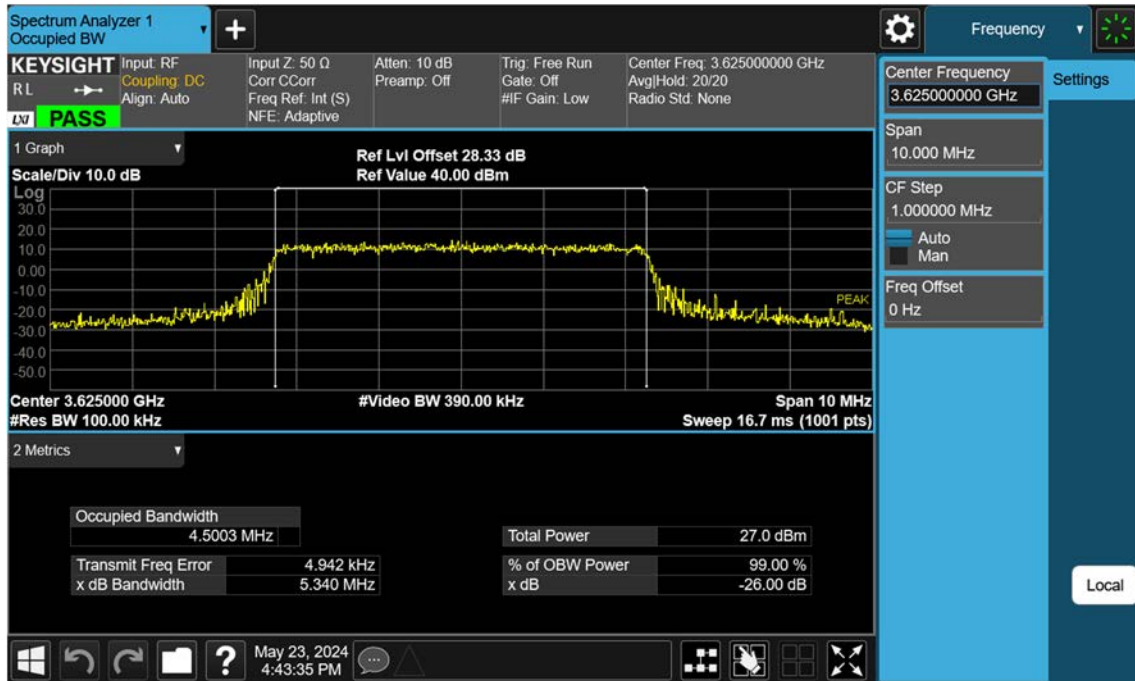 Spectrum Analyzer 1
Occupied BW
+
Frequency
KEYSIGHT
R L
LXI
PASS
Input: RF
Coupling: DC
Align: Auto
Input Z: 50 Ω
Corr CCorr
Freq Ref: Int (S)
NFE: Adaptive
Atten: 10 dB
Preamp: Off
Trig: Free Run
Gate: Off
#IF Gain: Low
Center Freq: 3.625000000 GHz
Avg|Hold: 20/20
Radio Std: None
Center Frequency
3.625000000 GHz
Settings
Span
10.000 MHz
CF Step
1.000000 MHz
Auto
Man
Freq Offset
0 Hz
1 Graph
Ref Lvl Offset 28.33 dB
Scale/Div 10.0 dB
Ref Value 40.00 dBm
Log
30.0
20.0
10.0
0.00
-10.0
-20.0
-30.0
-40.0
-50.0
PEAK
Center 3.625000 GHz
#Video BW 390.00 kHz
Span 10 MHz
#Res BW 100.00 kHz
Sweep 16.7 ms (1001 pts)
2 Metrics
Occupied Bandwidth
4.5003 MHz
Total Power 27.0 dBm
Transmit Freq Error 4.942 kHz
% of OBW Power 99.00 %
x dB Bandwidth 5.340 MHz
x dB -26.00 dB
Local
?
May 23, 2024
4:43:35 PM